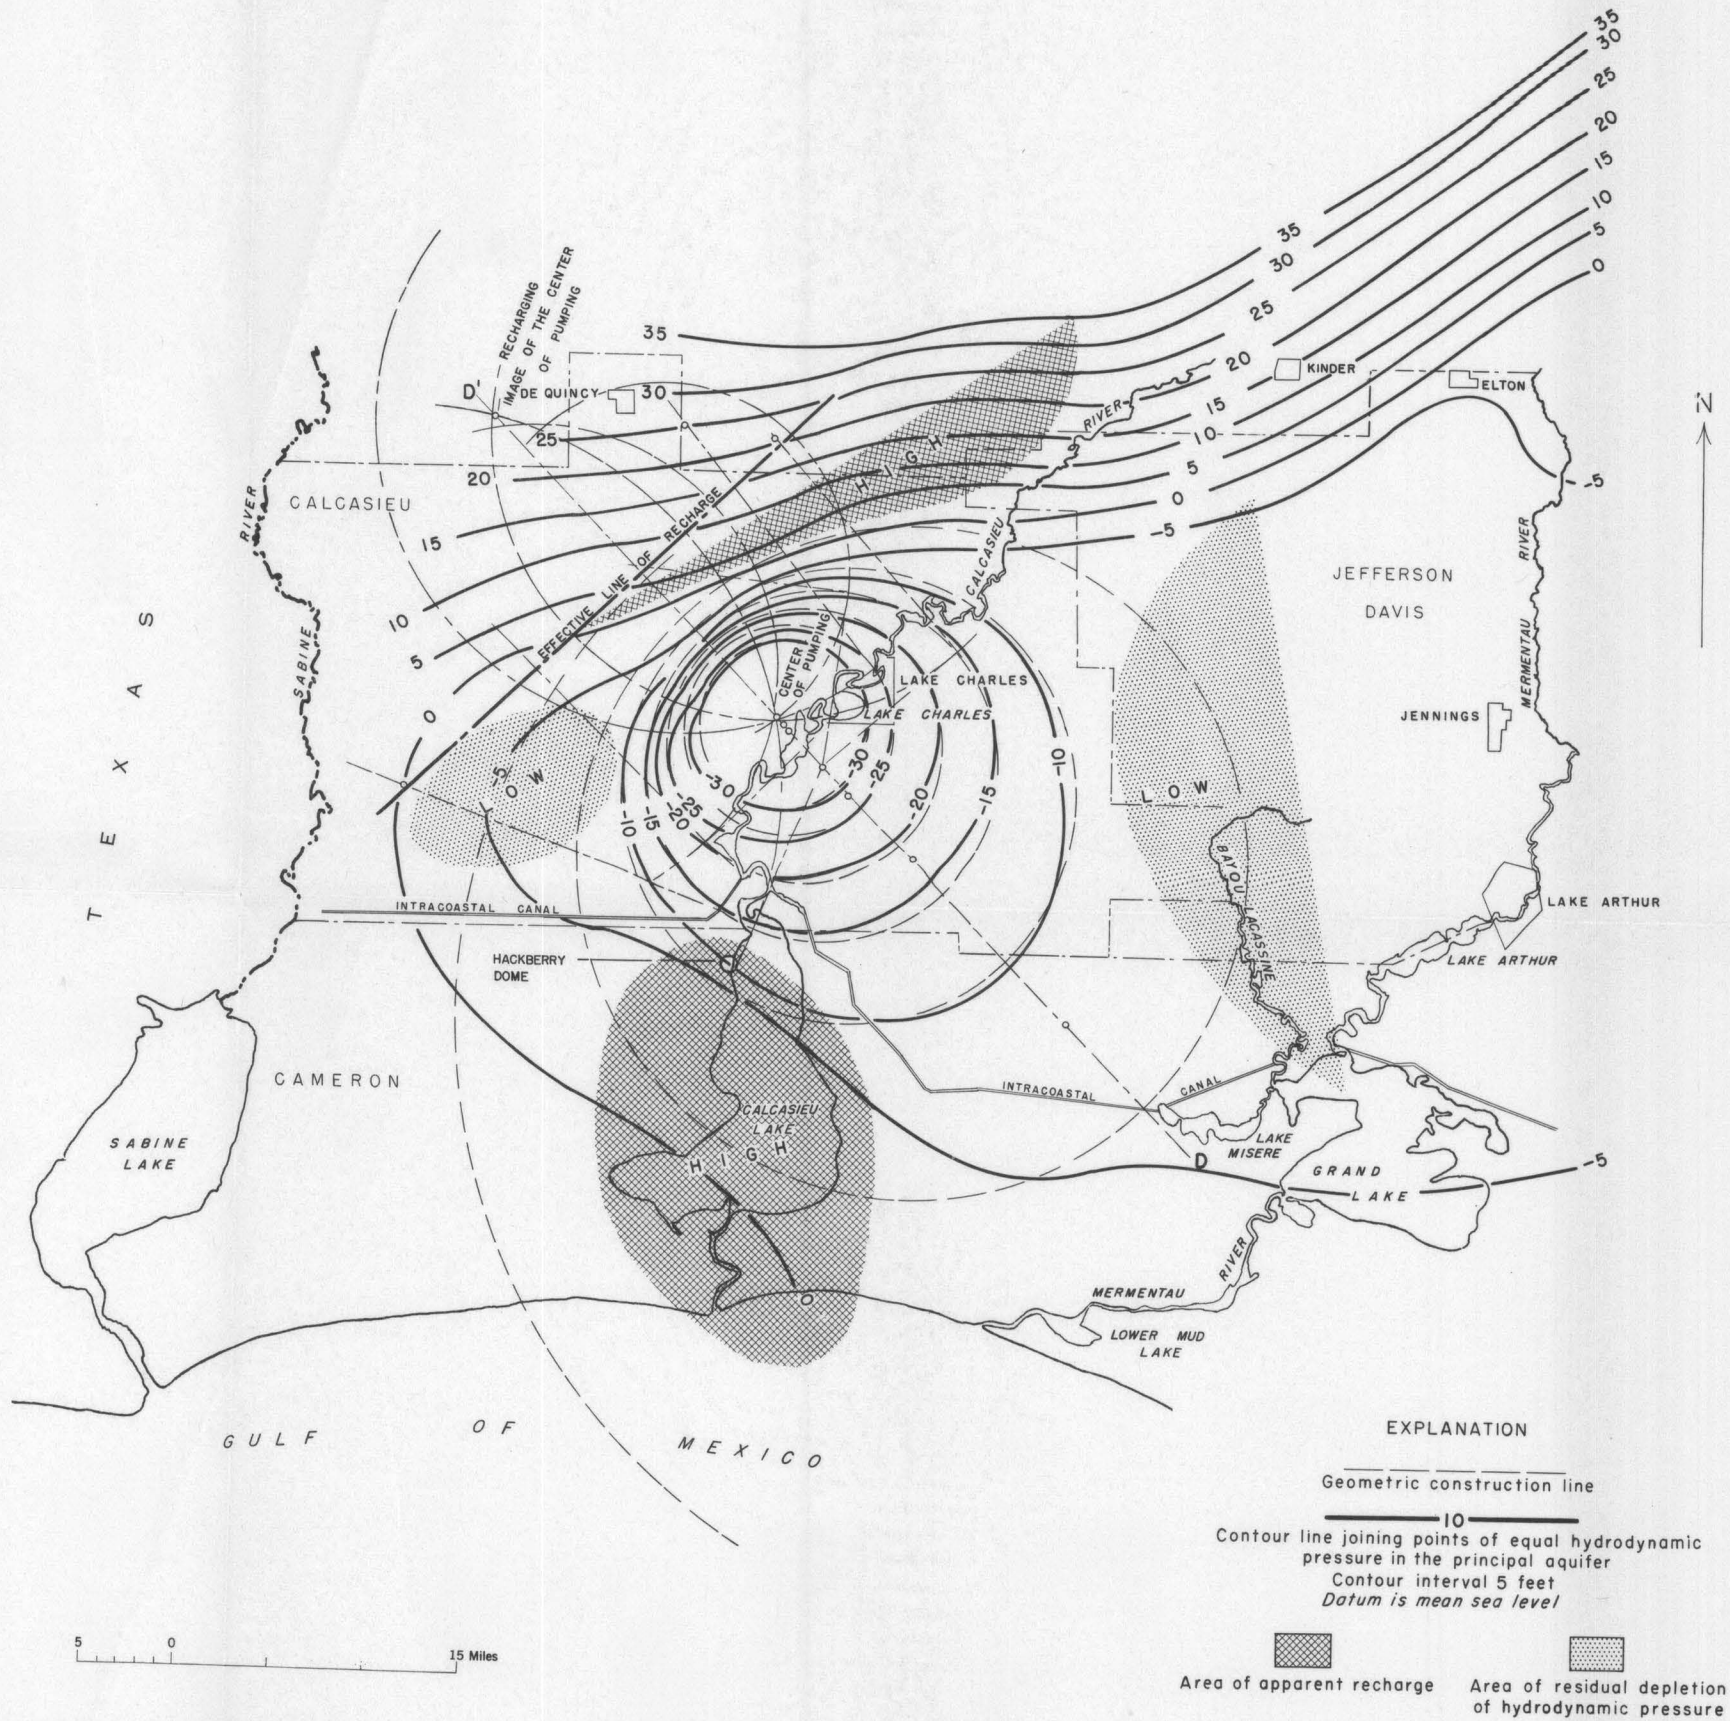 35
30
25
20
15
10
5
0
35
30
25
20
15
10
5
0
-5
RECHARGING
IMAGE OF THE CENTER
OF PUMPING
D'
DE QUINCY
35
30
25
20
15
10
5
0
-5
KINDER
ELTON
-5
N
RIVER
CALCASIEU
RIVER
SABINE
TEXAS
HIGH
EFFECTIVE LINE OF RECHARGE
CALCASIEU
RIVER
JEFFERSON
DAVIS
MERMENTAU RIVER
CENTER
OF PUMPING
LAKE CHARLES
LAKE CHARLES
JENNINGS
LOW
LOW
-30
-25
-20
-15
-10
-30
-25
-20
-15
-10
BAYOU LACASSINE
INTRACOASTAL CANAL
HACKBERRY
DOME
LAKE ARTHUR
LAKE ARTHUR
CAMERON
SABINE
LAKE
CALCASIEU
LAKE
HIGH
INTRACOASTAL CANAL
LAKE
MISERE
D
GRAND
LAKE
-5
0
RIVER
MERMENTAU
LOWER MUD
LAKE
GULF OF MEXICO
EXPLANATION
Geometric construction line
10
Contour line joining points of equal hydrodynamic
pressure in the principal aquifer
Contour interval 5 feet
Datum is mean sea level
5 0 15 Miles
Area of apparent recharge
Area of residual depletion
of hydrodynamic pressure